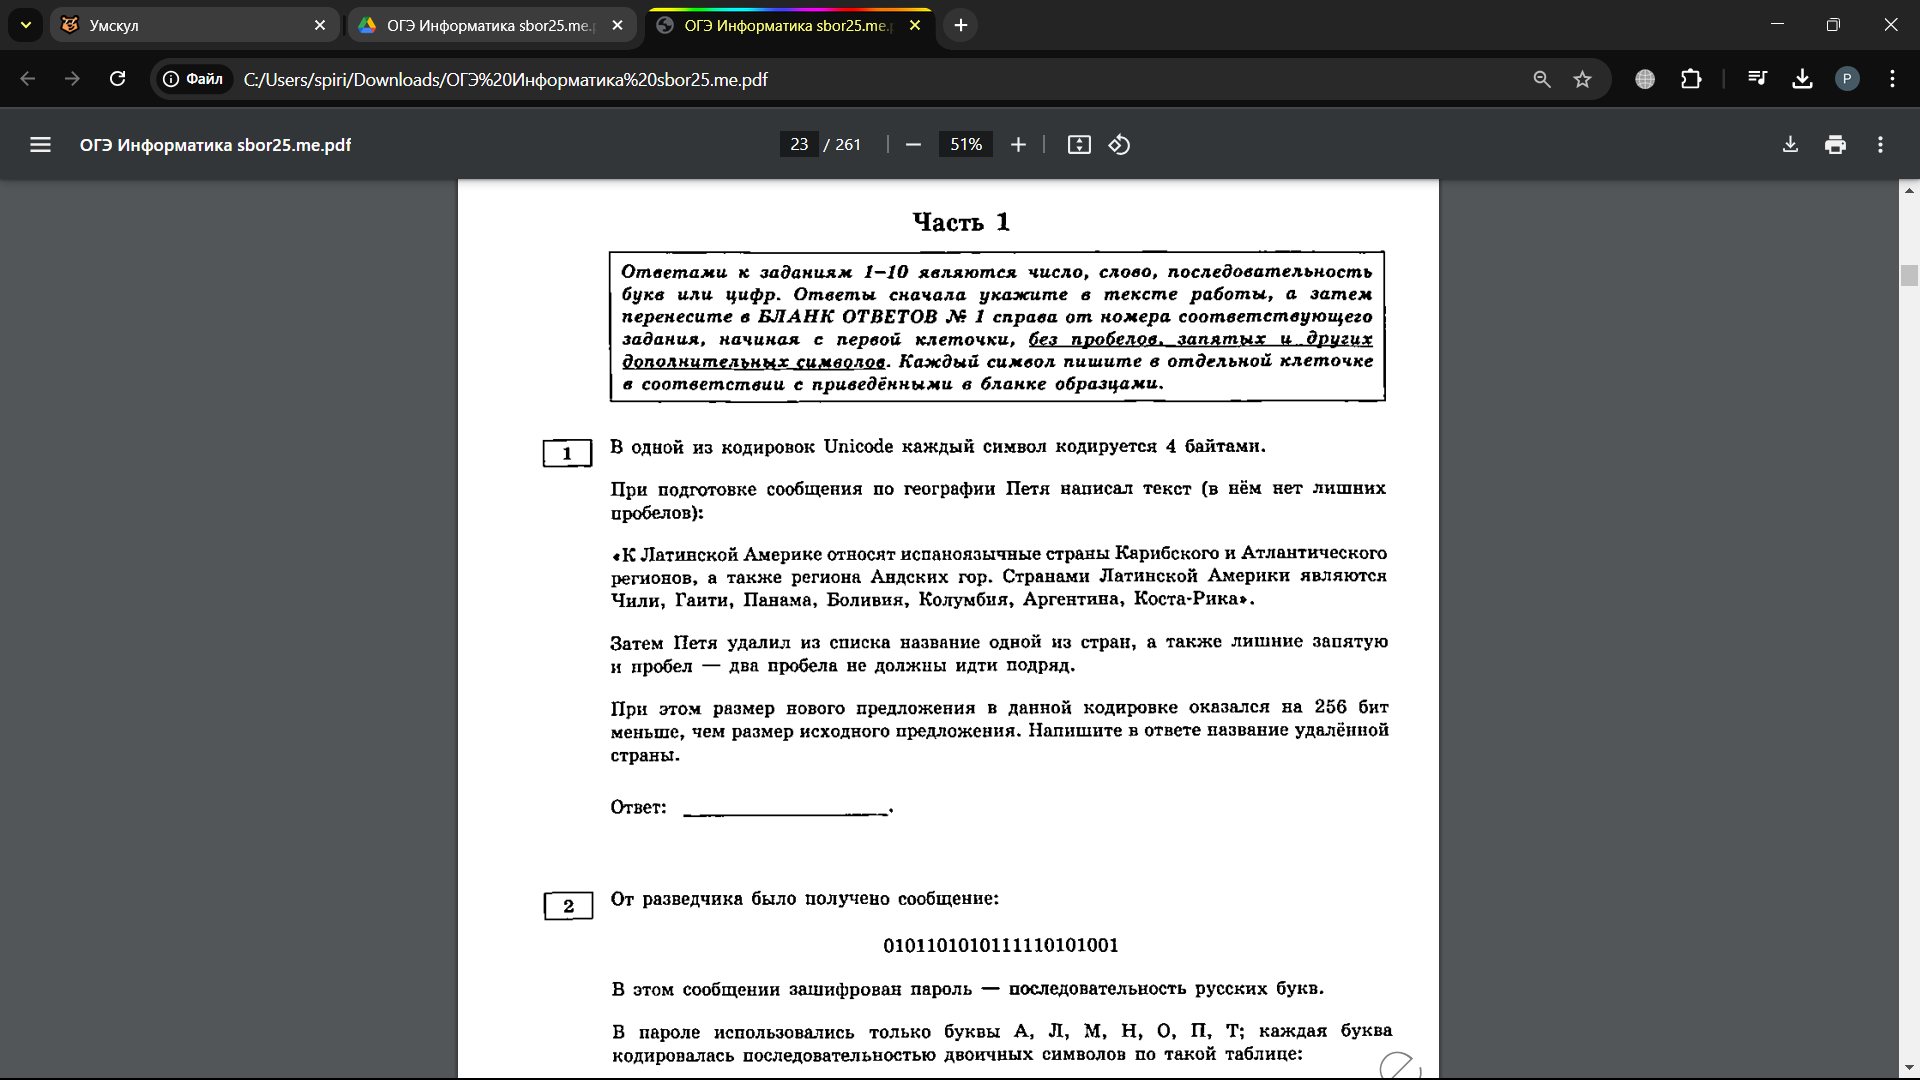 Умскул
ОГЭ Информатика sbor25.me.p
ОГЭ Информатика sbor25.me.p
Файл
C:/Users/spiri/Downloads/ОГЭ%20Информатика%20sbor25.me.pdf
P
ОГЭ Информатика sbor25.me.pdf
23 / 261
51%
Часть 1
Ответами к заданиям 1–10 являются число, слово, последовательность
букв или цифр. Ответы сначала укажите в тексте работы, а затем
перенесите в БЛАНК ОТВЕТОВ № 1 справа от номера соответствующего
задания, начиная с первой клеточки, без пробелов, запятых и других
дополнительных символов. Каждый символ пишите в отдельной клеточке
в соответствии с приведёнными в бланке образцами.
1
В одной из кодировок Unicode каждый символ кодируется 4 байтами.
При подготовке сообщения по географии Петя написал текст (в нём нет лишних
пробелов):
«К Латинской Америке относят испаноязычные страны Карибского и Атлантического
регионов, а также региона Андских гор. Странами Латинской Америки являются
Чили, Гаити, Панама, Боливия, Колумбия, Аргентина, Коста-Рика».
Затем Петя удалил из списка название одной из стран, а также лишние запятую
и пробел — два пробела не должны идти подряд.
При этом размер нового предложения в данной кодировке оказался на 256 бит
меньше, чем размер исходного предложения. Напишите в ответе название удалённой
страны.
Ответ: ____________________.
2
От разведчика было получено сообщение:
0101101010111110101001
В этом сообщении зашифрован пароль — последовательность русских букв.
В пароле использовались только буквы А, Л, М, Н, О, П, Т; каждая буква
кодировалась последовательностью двоичных символов по такой таблице: